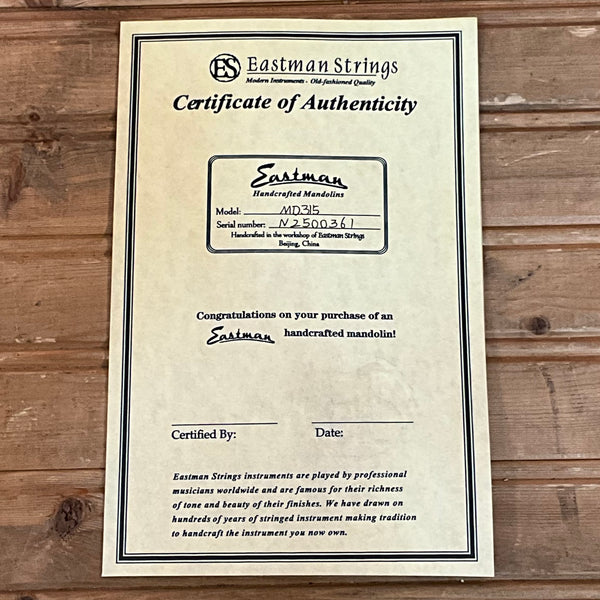 ES Eastman Strings
Modern Instruments - Old-fashioned Quality
Certificate of Authenticity
Eastman
Handcrafted Mandolins
Model: MD315
Serial number: N2500361
Handcrafted in the workshop of Eastman Strings
Beijing, China
Congratulations on your purchase of an
Eastman handcrafted mandolin!
Certified By: Date:
Eastman Strings instruments are played by professional
musicians worldwide and are famous for their richness
of tone and beauty of their finishes. We have drawn on
hundreds of years of stringed instrument making tradition
to handcraft the instrument you now own.